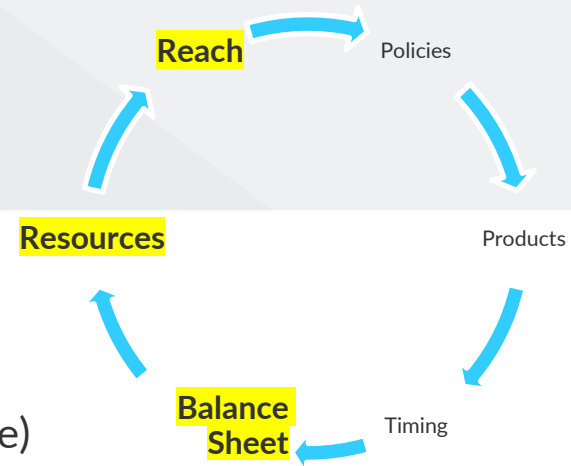 Reach
Policies
Resources
Products
Balance
Sheet
Timing
e)